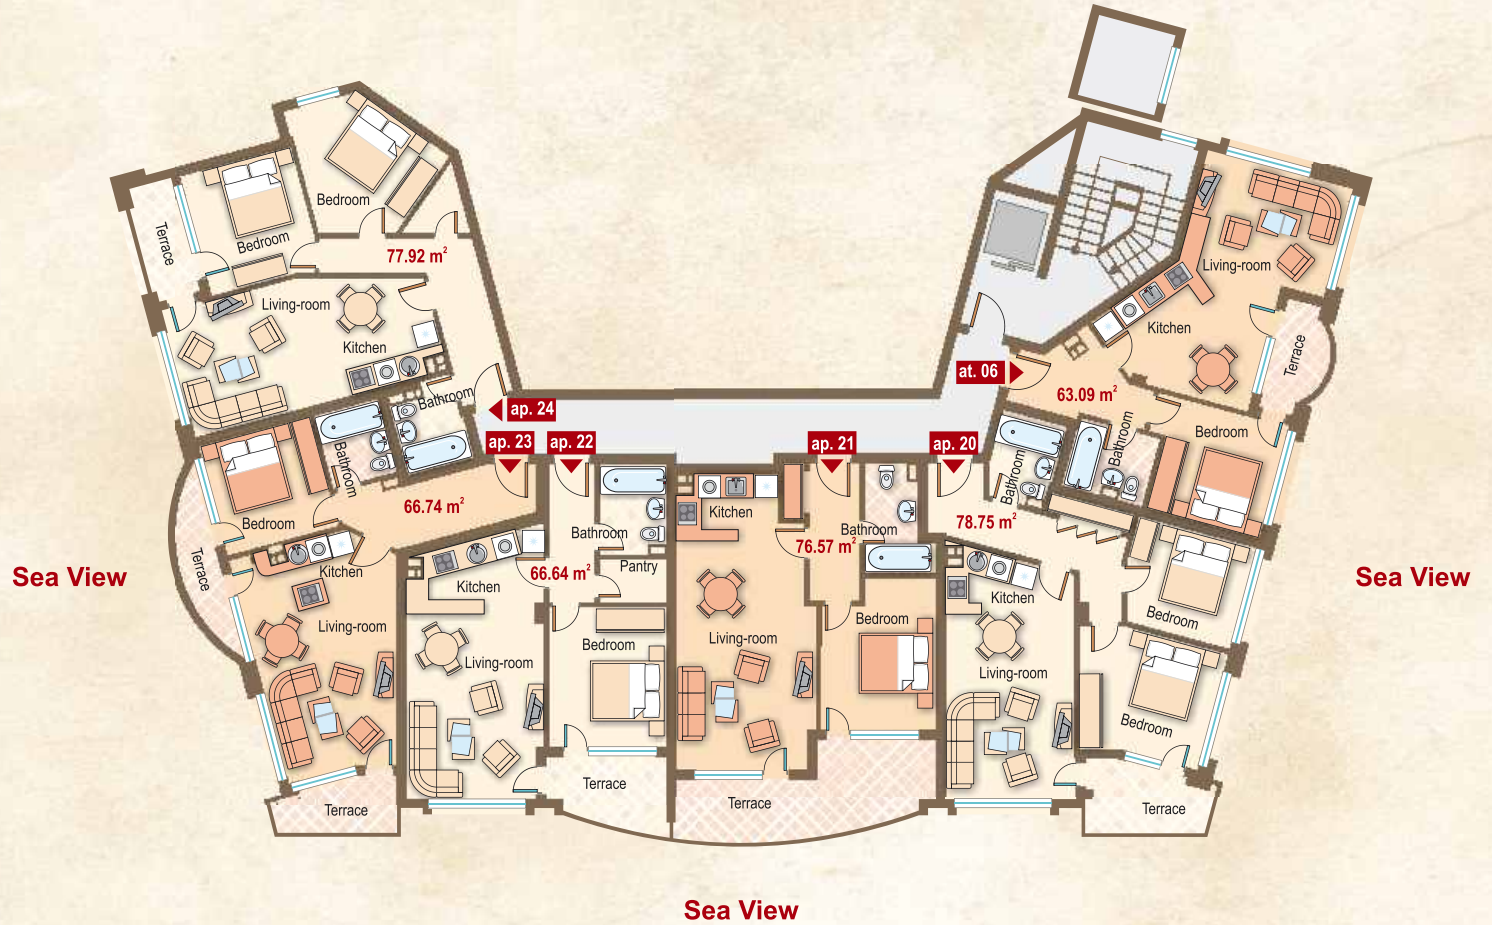 Bedroom
Terrace
Bedroom
77.92 m²
Living-room
Kitchen
Bathroom
ap. 24
ap. 23
ap. 22
ap. 21
ap. 20
at. 06
Living-room
Kitchen
Terrace
63.09 m²
Bedroom
Bathroom
Bathroom
Bathroom
Bedroom
66.74 m²
Terrace
Kitchen
Living-room
Terrace
Kitchen
66.64 m²
Bathroom
Pantry
Living-room
Bedroom
Terrace
Kitchen
76.57 m²
Bathroom
Living-room
Bedroom
Terrace
78.75 m²
Kitchen
Living-room
Bedroom
Bedroom
Terrace
Sea View
Sea View
Sea View